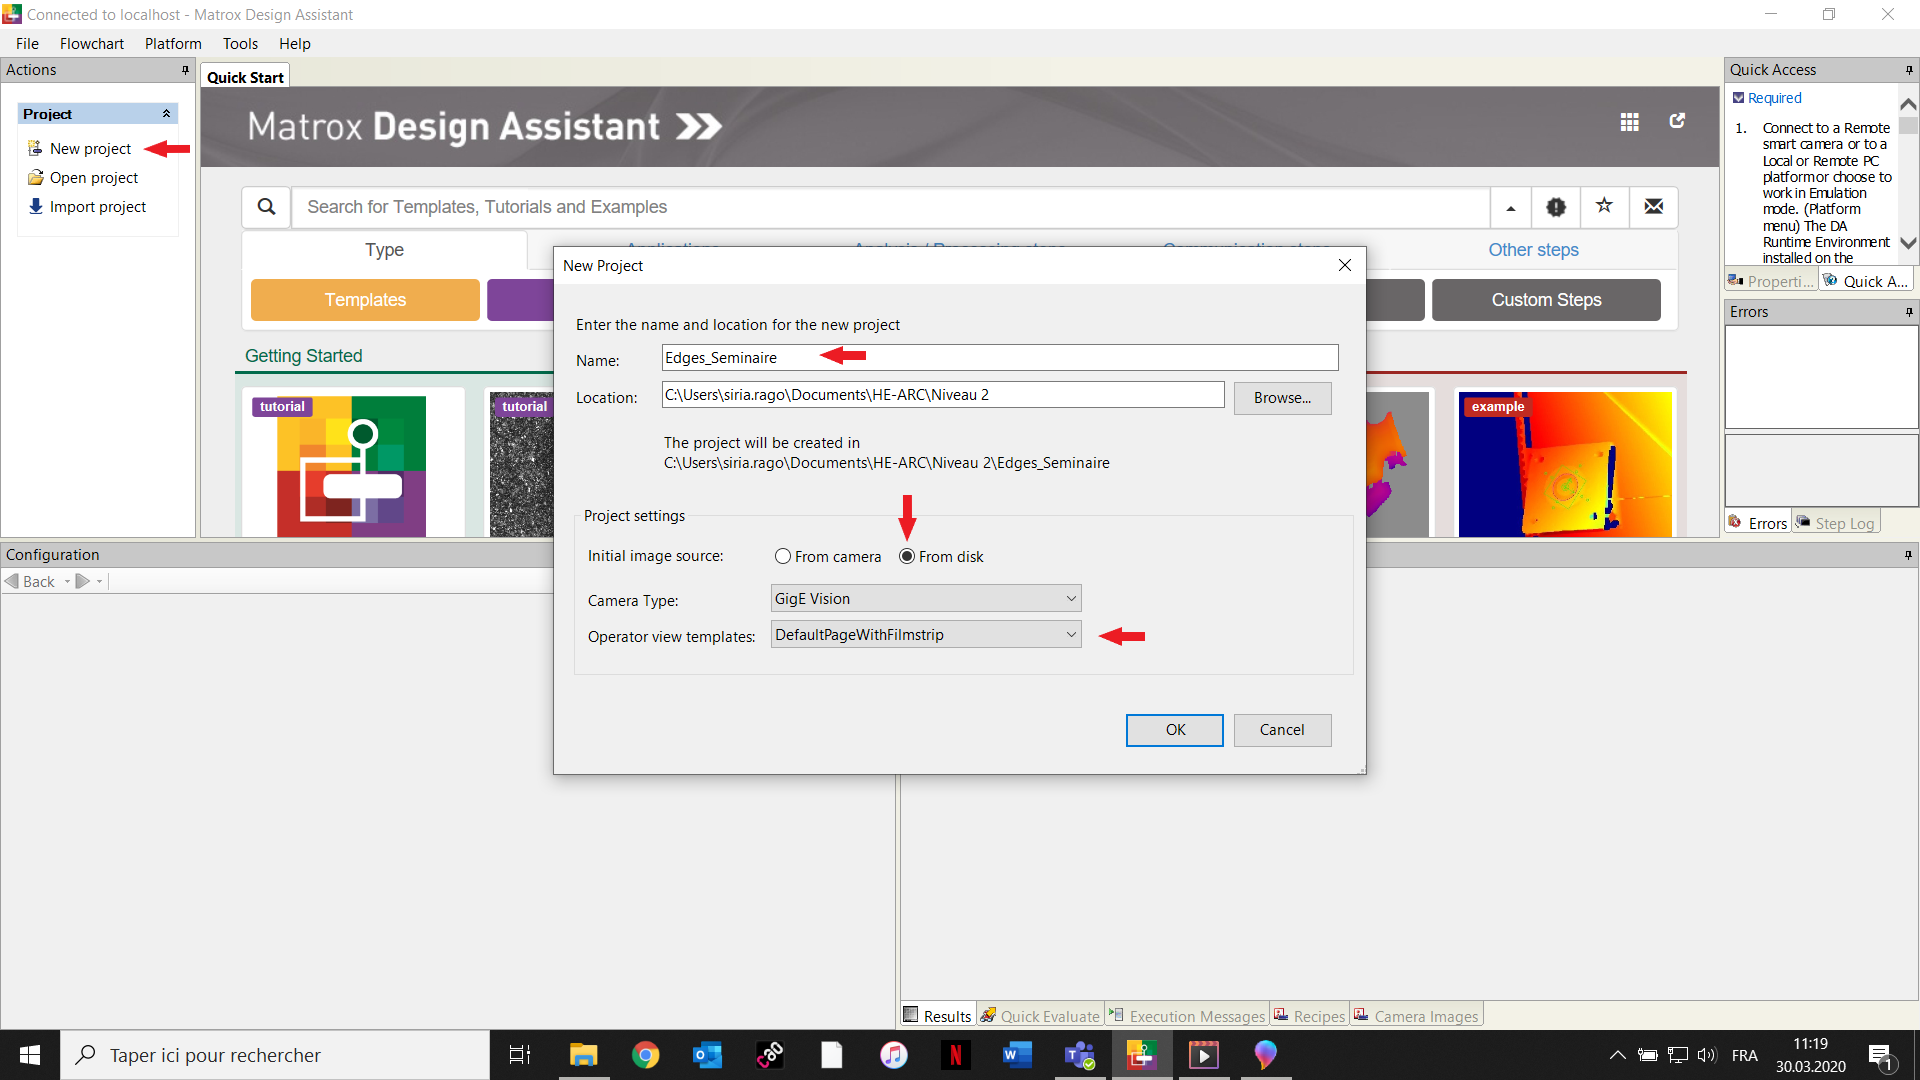 Connected to localhost - Matrox Design Assistant
File Flowchart Platform Tools Help
Actions
Project
New project
Open project
Import project
Quick Start
Matrox Design Assistant
Search for Templates, Tutorials and Examples
Type
Other steps
Templates
Custom Steps
Getting Started
tutorial
tutorial
example
New Project
Enter the name and location for the new project
Name: Edges_Seminaire
Location: C:\Users\siria.rago\Documents\HE-ARC\Niveau 2 Browse...
The project will be created in
C:\Users\siria.rago\Documents\HE-ARC\Niveau 2\Edges_Seminaire
Project settings
Initial image source: From camera From disk
Camera Type: GigE Vision
Operator view templates: DefaultPageWithFilmstrip
OK Cancel
Quick Access
Required
1. Connect to a Remote
smart camera or to a
Local or Remote PC
platform or choose to
work in Emulation
mode. (Platform
menu) The DA
Runtime Environment
installed on the
Properti... Quick A...
Errors
Errors Step Log
Configuration
Back
Results Quick Evaluate Execution Messages Recipes Camera Images
Taper ici pour rechercher
FRA
11:19
30.03.2020
1